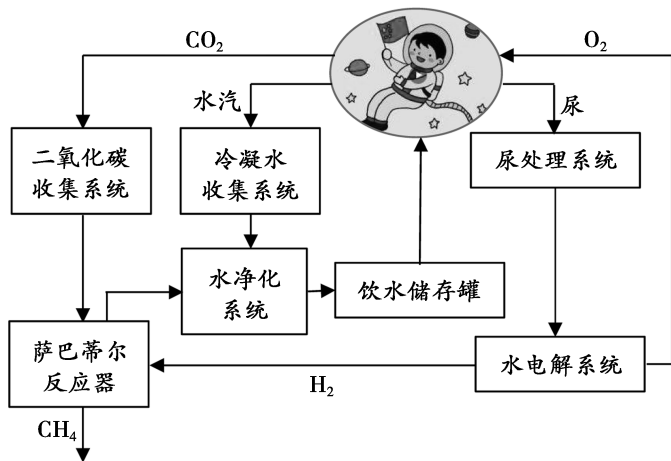 CO₂
O₂
水汽
尿
二氧化碳
收集系统
冷凝水
收集系统
尿处理系统
水净化
系统
饮水储存罐
萨巴蒂尔
反应器
水电解系统
H₂
CH₄